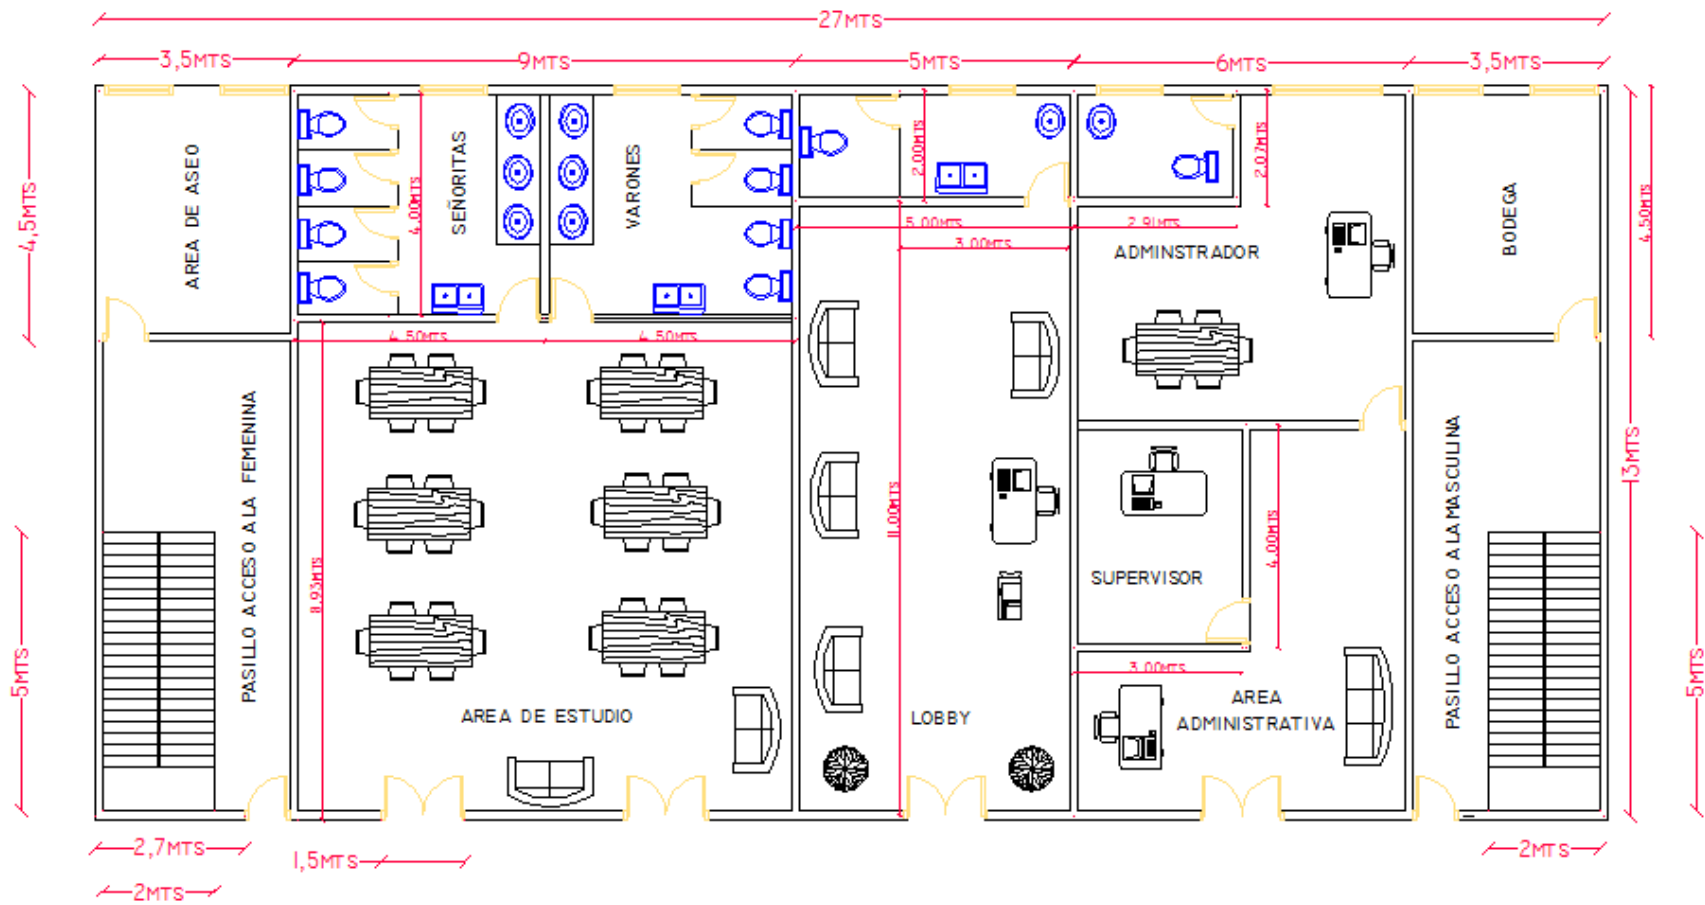 27MTS
3,5MTS
9MTS
5MTS
6MTS
3,5MTS
4,5MTS
AREA DE ASEO
4.00MTS
SEÑORITAS
VARONES
2.00MTS
2.07MTS
BODEGA
4.50MTS
5.00MTS
2.91MTS
3.00MTS
ADMINSTRADOR
4.50MTS
4.50MTS
PASILLO ACCESO A LA FEMENINA
8.93MTS
11.00MTS
4.00MTS
PASILLO ACCESO A LA MASCULINA
13MTS
SUPERVISOR
5MTS
5MTS
3.00MTS
AREA DE ESTUDIO
LOBBY
AREA
ADMINISTRATIVA
2,7MTS
1,5MTS
2MTS
2MTS